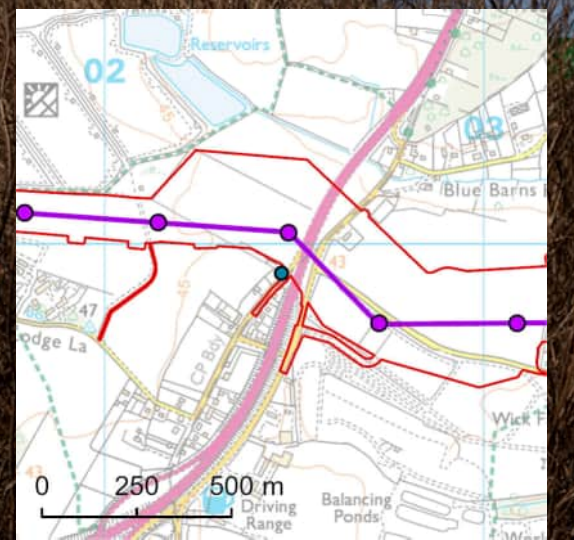 Reservoirs
02
45
03
Blue Barns
43
45
47
odge La
CP Bdy
Wick F
43
0 250 500 m
Driving
Range
Balancing
Ponds